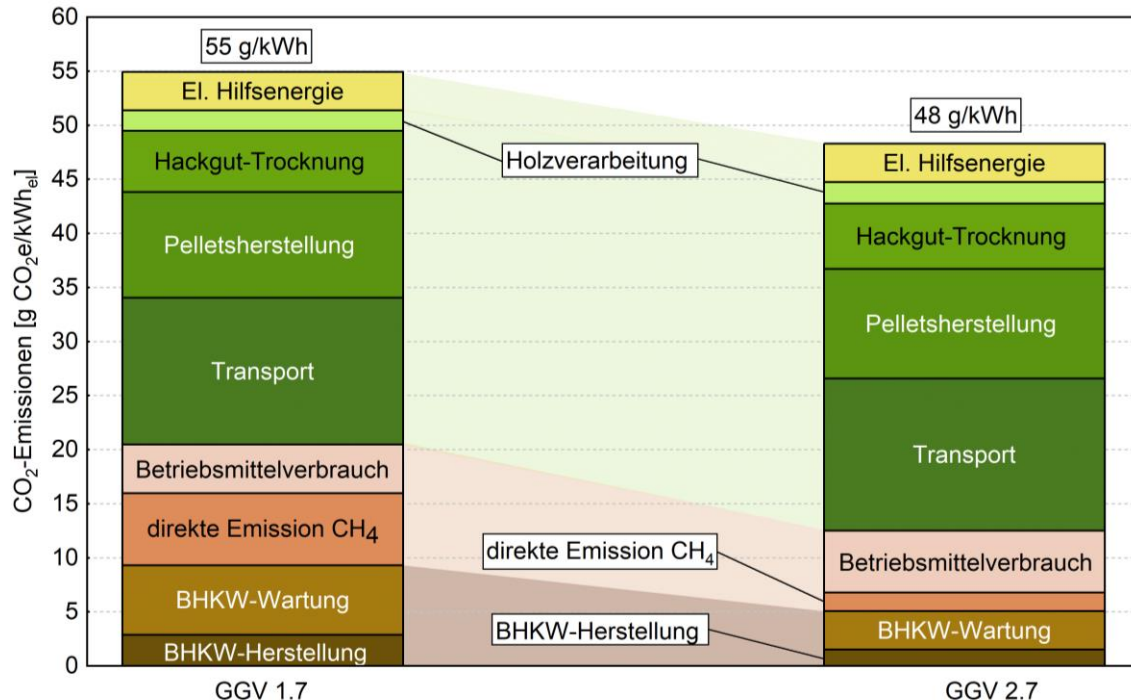 CO₂-Emissionen [g CO₂e/kWhₑₗ]
60
55
50
45
40
35
30
25
20
15
10
5
0
55 g/kWh
El. Hilfsenergie
Hackgut-Trocknung
Pelletsherstellung
Transport
Betriebsmittelverbrauch
direkte Emission CH₄
BHKW-Wartung
BHKW-Herstellung
GGV 1.7
Holzverarbeitung
direkte Emission CH₄
BHKW-Herstellung
48 g/kWh
El. Hilfsenergie
Hackgut-Trocknung
Pelletsherstellung
Transport
Betriebsmittelverbrauch
BHKW-Wartung
GGV 2.7